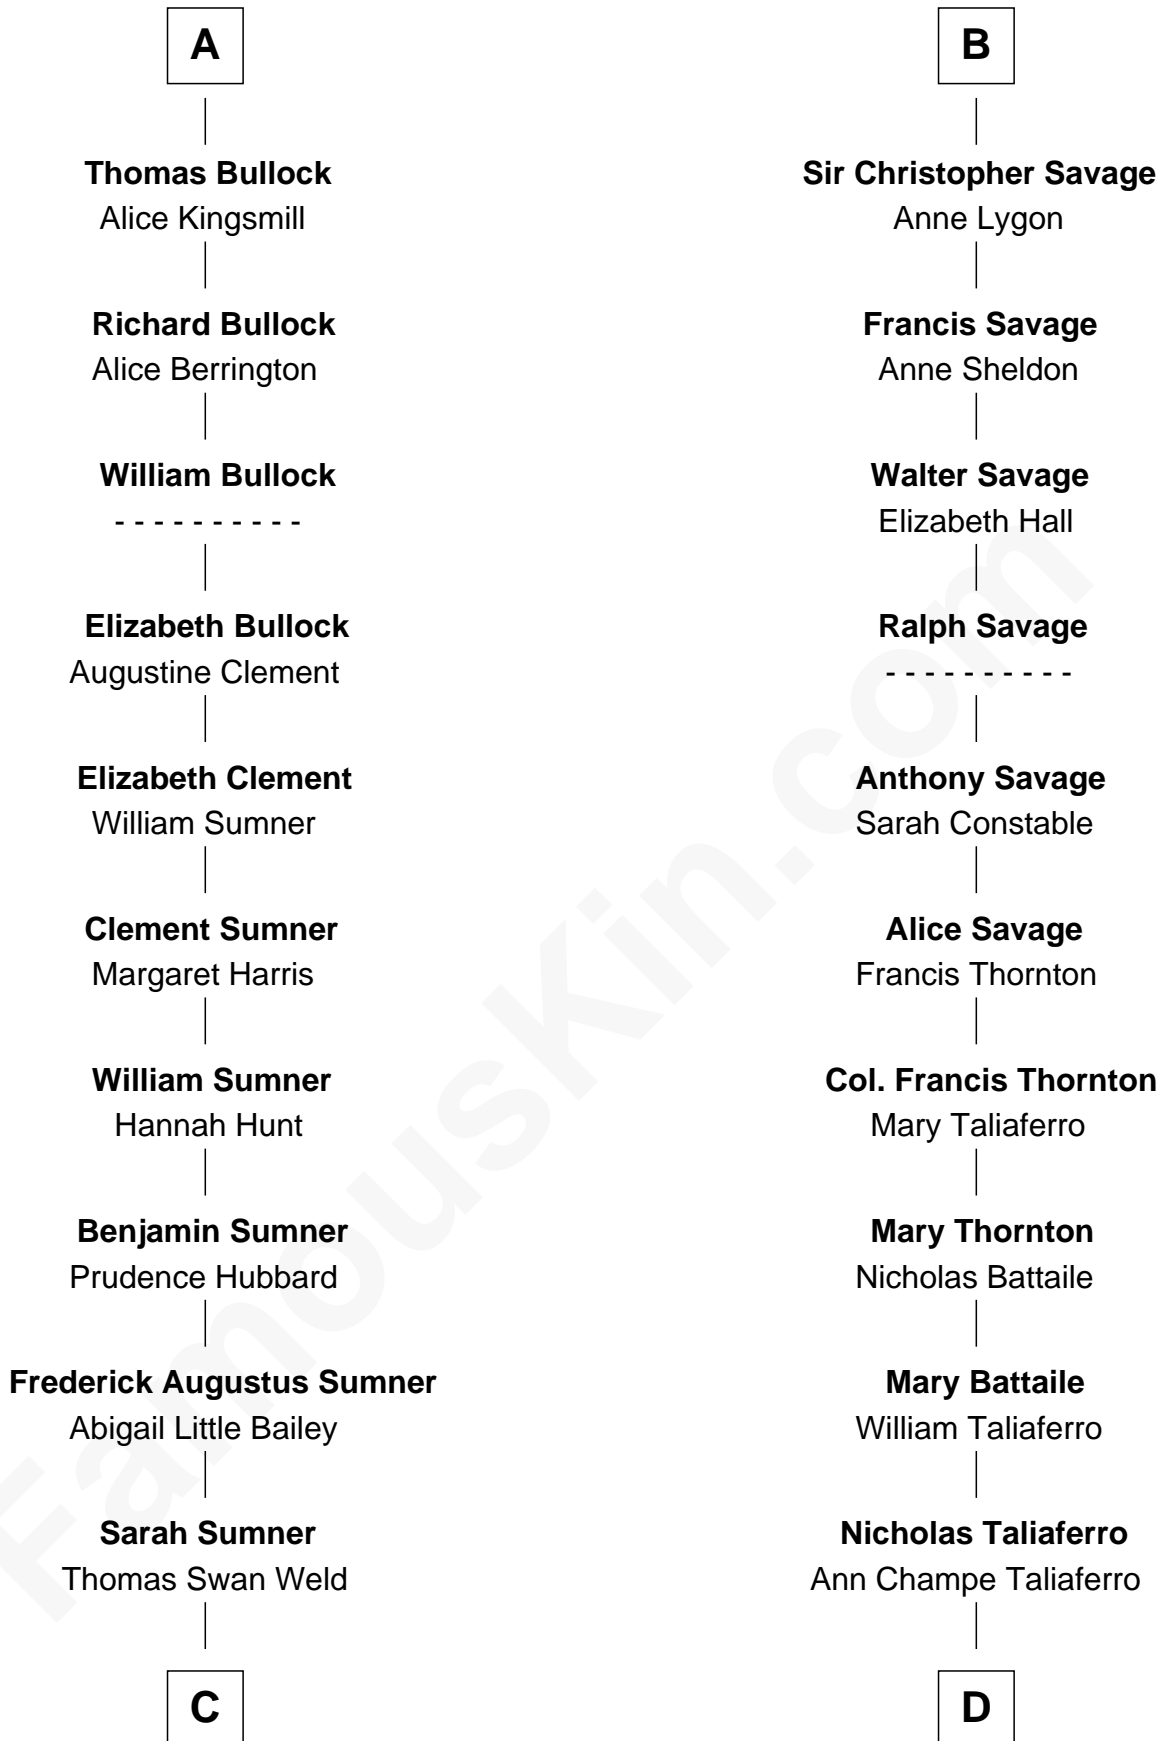 A
Thomas Bullock
Alice Kingsmill
Richard Bullock
Alice Berrington
William Bullock
- - - - - - - - - -
Elizabeth Bullock
Augustine Clement
Elizabeth Clement
William Sumner
Clement Sumner
Margaret Harris
William Sumner
Hannah Hunt
Benjamin Sumner
Prudence Hubbard
Frederick Augustus Sumner
Abigail Little Bailey
Sarah Sumner
Thomas Swan Weld
C
B
Sir Christopher Savage
Anne Lygon
Francis Savage
Anne Sheldon
Walter Savage
Elizabeth Hall
Ralph Savage
- - - - - - - - - -
Anthony Savage
Sarah Constable
Alice Savage
Francis Thornton
Col. Francis Thornton
Mary Taliaferro
Mary Thornton
Nicholas Battaile
Mary Battaile
William Taliaferro
Nicholas Taliaferro
Ann Champe Taliaferro
D
FamousKin.com